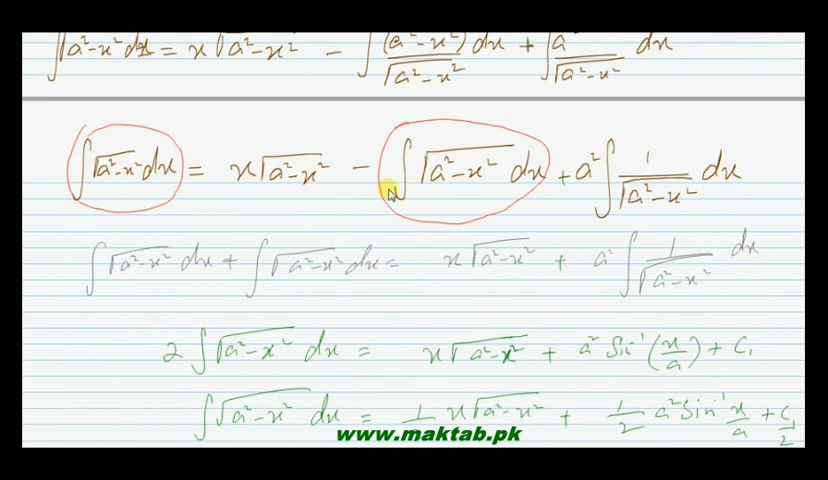 ∫√a²-x² dx = x√a²-x² - ∫(a²-x²)dx/√a²-x² + ∫a/√a²-x² dx
∫√a²-x² dx = x√a²-x² - ∫√a²-x² dx + a² ∫ 1/√a²-x² dx
∫√a²-x² dx + ∫√a²-x² dx = x√a²-x² + a² ∫ 1/√a²-x² dx
2∫√a²-x² dx = x√a²-x² + a² Sin⁻¹(x/a) + C₁
∫√a²-x² dx = 1/2 x√a²-x² + 1/2 a² Sin⁻¹ x/a + C₁/2
www.maktab.pk